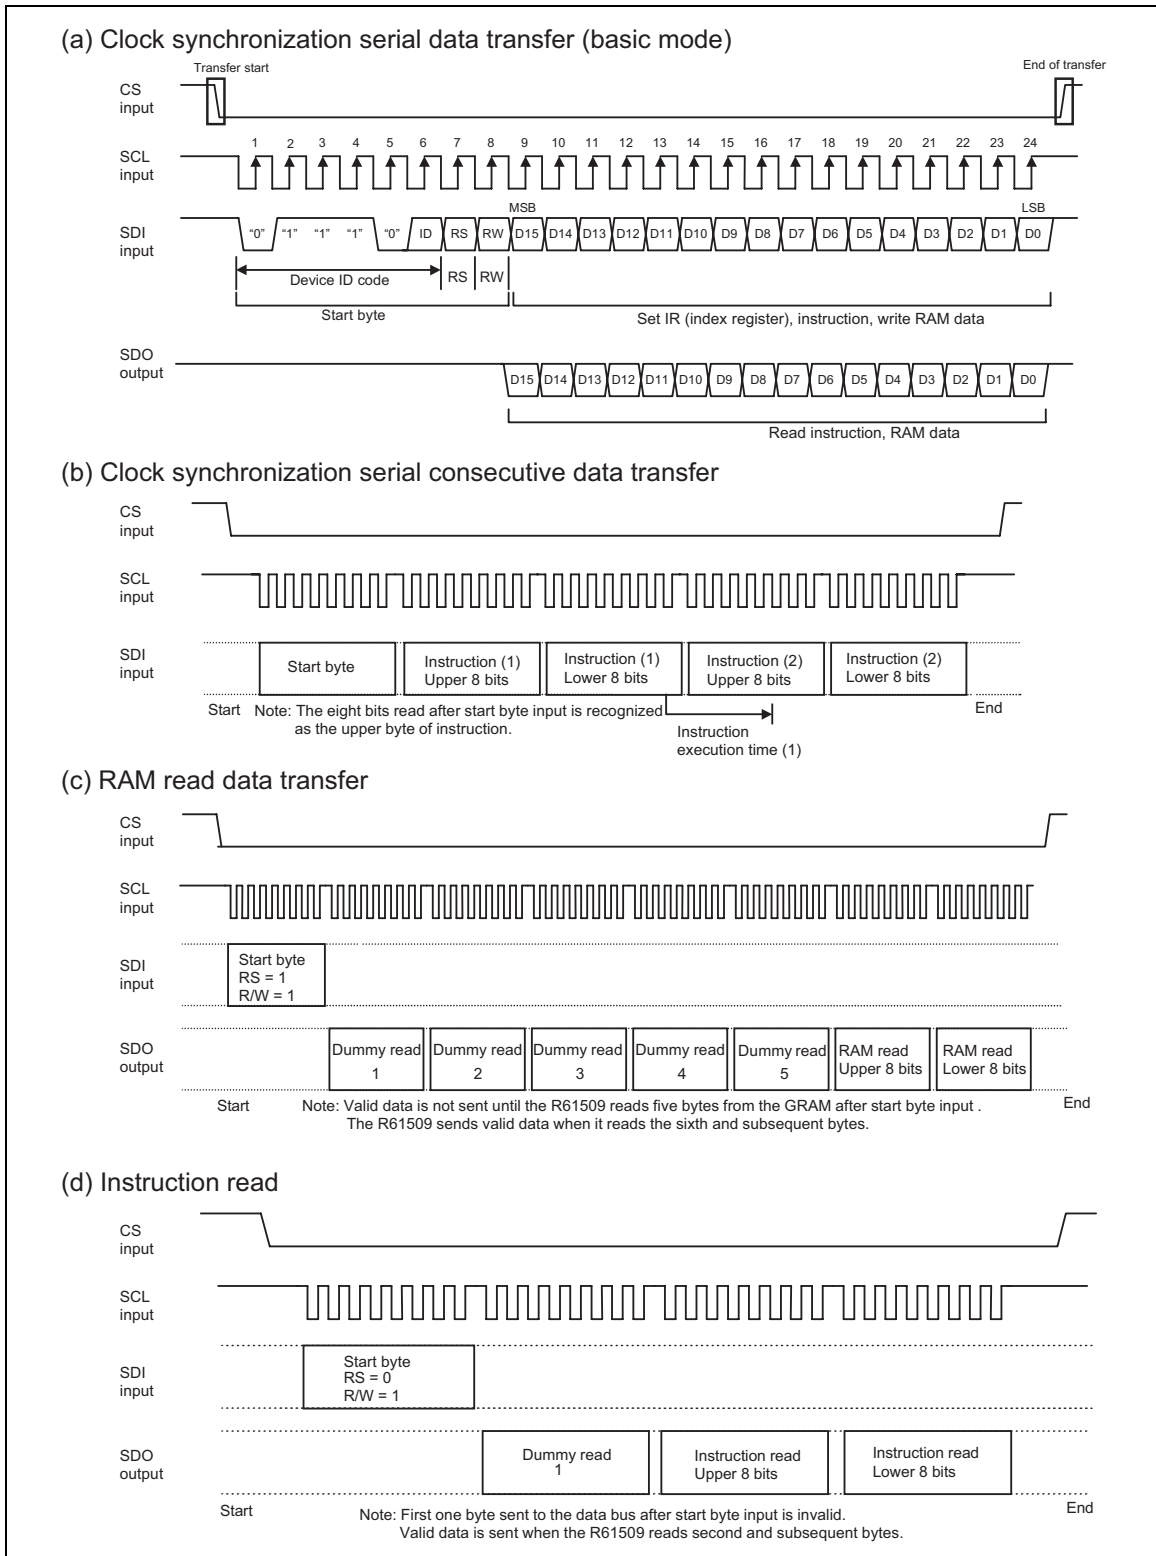 (a) Clock synchronization serial data transfer (basic mode)
Transfer start
End of transfer
CS
input
1 2 3 4 5 6 7 8 9 10 11 12 13 14 15 16 17 18 19 20 21 22 23 24
SCL
input
MSB
LSB
SDI
input
“0” “1” “1” “1” “0” ID RS RW D15 D14 D13 D12 D11 D10 D9 D8 D7 D6 D5 D4 D3 D2 D1 D0
Device ID code
RS
RW
Start byte
Set IR (index register), instruction, write RAM data
SDO
output
D15 D14 D13 D12 D11 D10 D9 D8 D7 D6 D5 D4 D3 D2 D1 D0
Read instruction, RAM data
(b) Clock synchronization serial consecutive data transfer
CS
input
SCL
input
SDI
input
Start byte
Instruction (1)
Upper 8 bits
Instruction (1)
Lower 8 bits
Instruction (2)
Upper 8 bits
Instruction (2)
Lower 8 bits
Start
Note: The eight bits read after start byte input is recognized
as the upper byte of instruction.
End
Instruction
execution time (1)
(c) RAM read data transfer
CS
input
SCL
input
SDI
input
Start byte
RS = 1
R/W = 1
SDO
output
Dummy read
1
Dummy read
2
Dummy read
3
Dummy read
4
Dummy read
5
RAM read
Upper 8 bits
RAM read
Lower 8 bits
Start
End
Note: Valid data is not sent until the R61509 reads five bytes from the GRAM after start byte input .
The R61509 sends valid data when it reads the sixth and subsequent bytes.
(d) Instruction read
CS
input
SCL
input
SDI
input
Start byte
RS = 0
R/W = 1
SDO
output
Dummy read
1
Instruction read
Upper 8 bits
Instruction read
Lower 8 bits
Start
End
Note: First one byte sent to the data bus after start byte input is invalid.
Valid data is sent when the R61509 reads second and subsequent bytes.